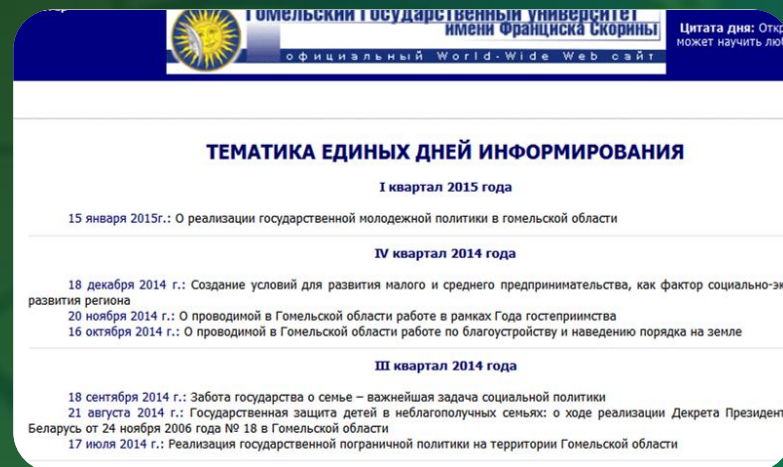 Гомельский Государственный Университет
имени Франциска Скорины
официальный World-Wide Web сайт
Цитата дня:
может научить
ТЕМАТИКА ЕДИНЫХ ДНЕЙ ИНФОРМИРОВАНИЯ
I квартал 2015 года
15 января 2015г.: О реализации государственной молодежной политики в гомельской области
IV квартал 2014 года
18 декабря 2014 г.: Создание условий для развития малого и среднего предпринимательства, как фактор
развития региона
20 ноября 2014 г.: О проводимой в Гомельской области работе в рамках Года гостеприимства
16 октября 2014 г.: О проводимой в Гомельской области работе по благоустройству и наведению порядка на земле
III квартал 2014 года
18 сентября 2014 г.: Забота государства о семье – важнейшая задача социальной политики
21 августа 2014 г.: Государственная защита детей в неблагополучных семьях: о ходе реализации Декрета
Беларусь от 24 ноября 2006 года № 18 в Гомельской области
17 июля 2014 г.: Реализация государственной пограничной политики на территории Гомельской области